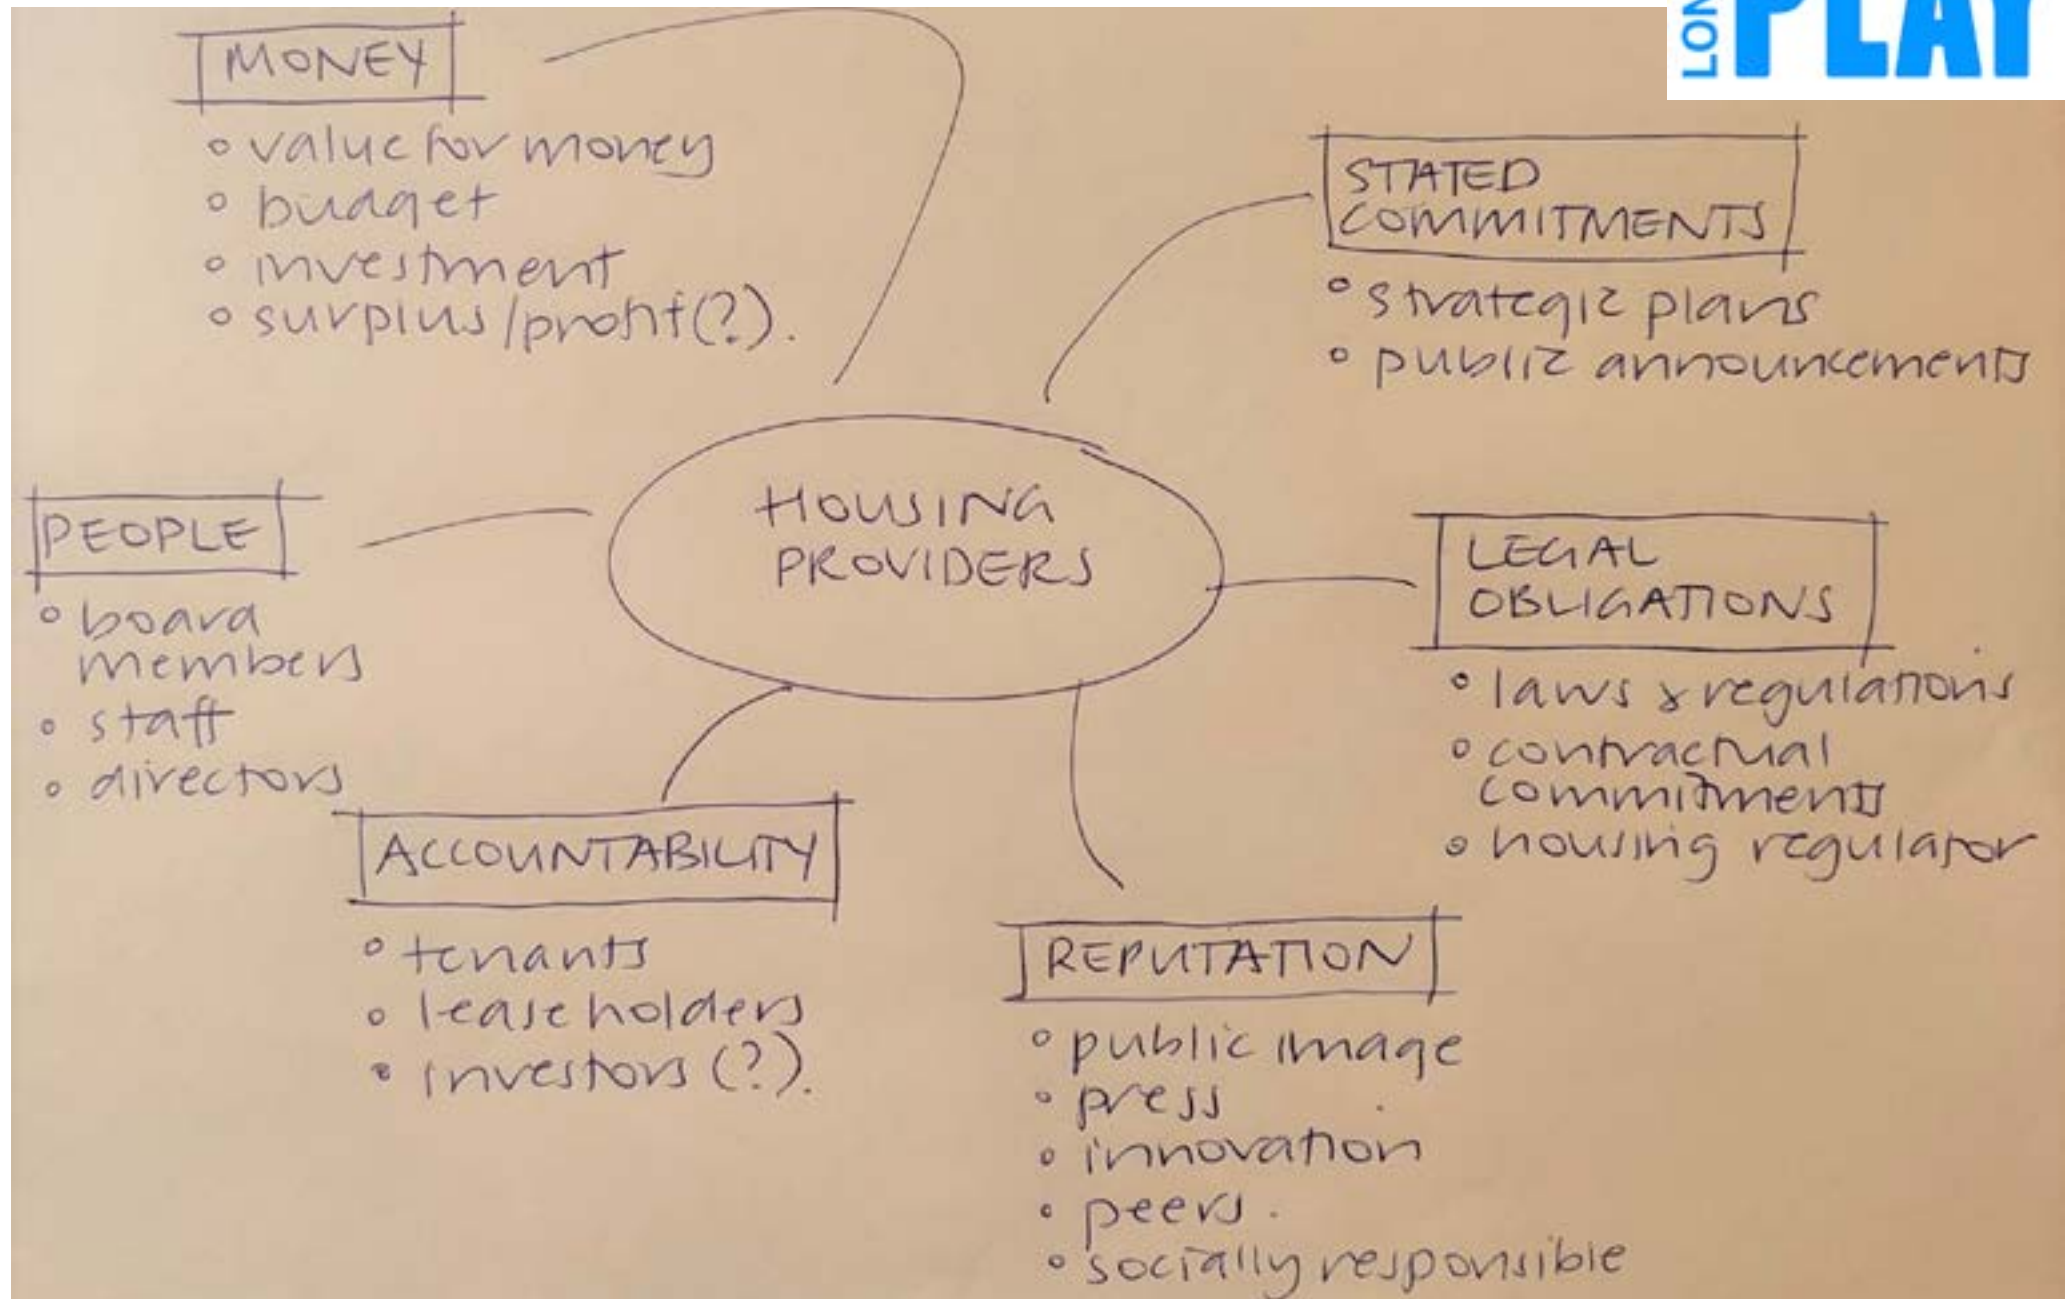 LON
PLAY
MONEY
• value for money
• budget
• investment
• surplus/profit(?).
STATED
COMMITMENTS
• strategic plans
• public announcements
HOUSING
PROVIDERS
PEOPLE
• board
members
• staff
• directors
LEGAL
OBLIGATIONS
• laws & regulations
• contractual
commitments
• housing regulator
ACCOUNTABILITY
• tenants
• leaseholders
• investors (?).
REPUTATION
• public image
• press
• innovation
• peers.
• socially responsible